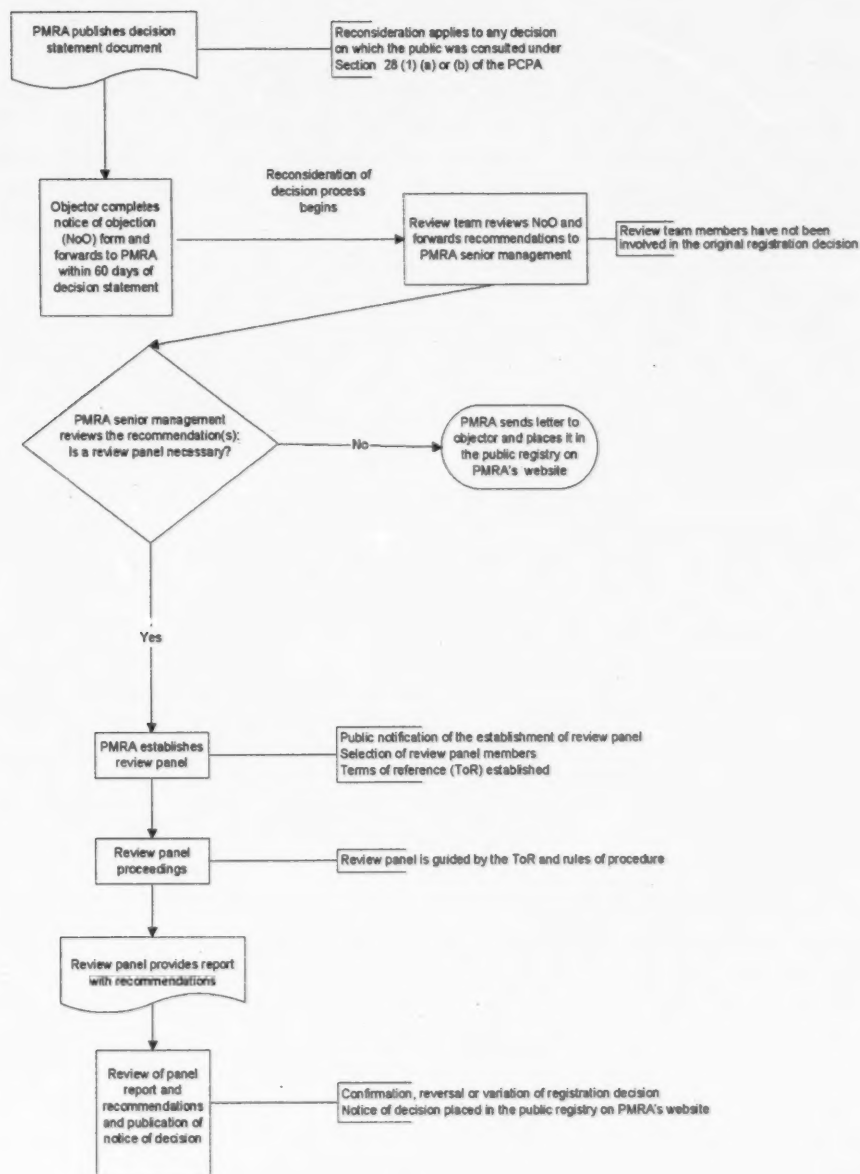 PMRA publishes decision
statement document
Reconsideration applies to any decision
on which the public was consulted under
Section 28 (1) (a) or (b) of the PCPA
Objector completes
notice of objection
(NoO) form and
forwards to PMRA
within 60 days of
decision statement
Reconsideration of
decision process
begins
Review team reviews NoO and
forwards recommendations to
PMRA senior management
Review team members have not been
involved in the original registration decision
PMRA senior management
reviews the recommendation(s):
Is a review panel necessary?
No
PMRA sends letter to
objector and places it in
the public registry on
PMRA's website
Yes
PMRA establishes
review panel
Public notification of the establishment of review panel
Selection of review panel members
Terms of reference (ToR) established
Review panel
proceedings
Review panel is guided by the ToR and rules of procedure
Review panel provides report
with recommendations
Review of panel
report and
recommendations
and publication of
notice of decision
Confirmation, reversal or variation of registration decision
Notice of decision placed in the public registry on PMRA's website